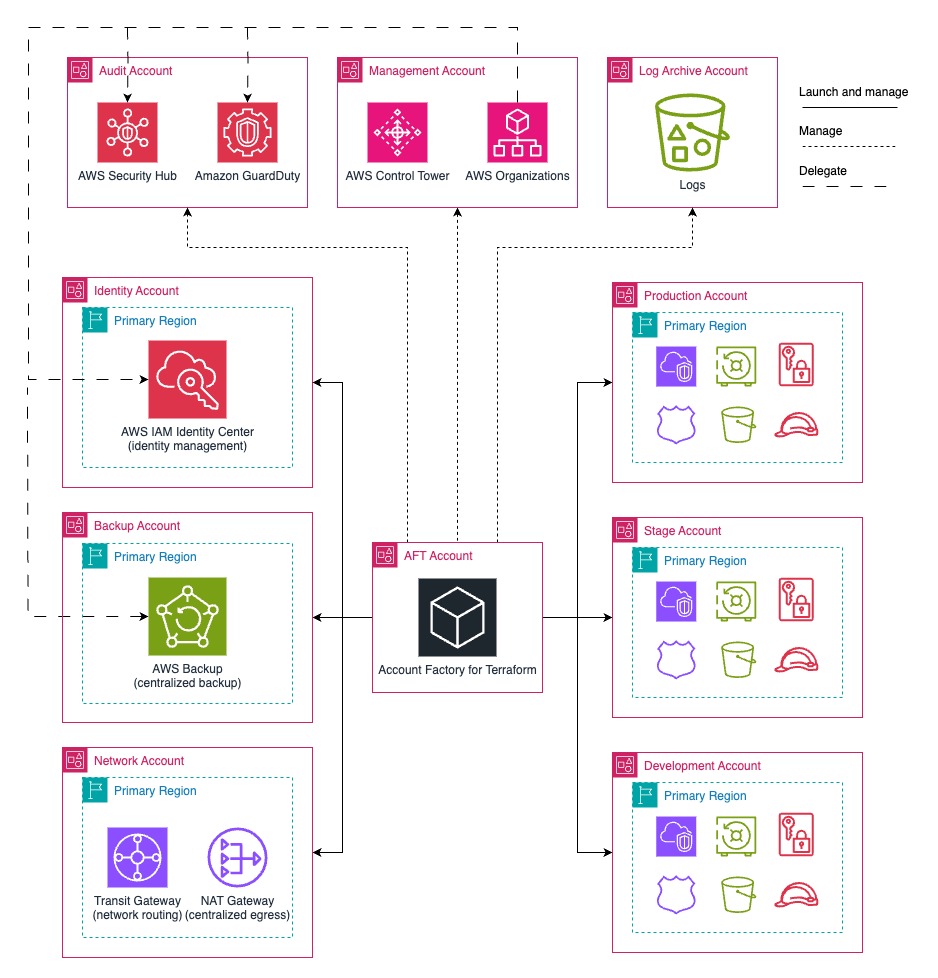 Audit Account
AWS Security Hub
Amazon GuardDuty
Management Account
AWS Control Tower
AWS Organizations
Log Archive Account
Logs
Launch and manage
Manage
Delegate
Identity Account
Primary Region
AWS IAM Identity Center
(identity management)
Backup Account
Primary Region
AWS Backup
(centralized backup)
Network Account
Primary Region
Transit Gateway
(network routing)
NAT Gateway
(centralized egress)
AFT Account
Account Factory for Terraform
Production Account
Primary Region
Stage Account
Primary Region
Development Account
Primary Region